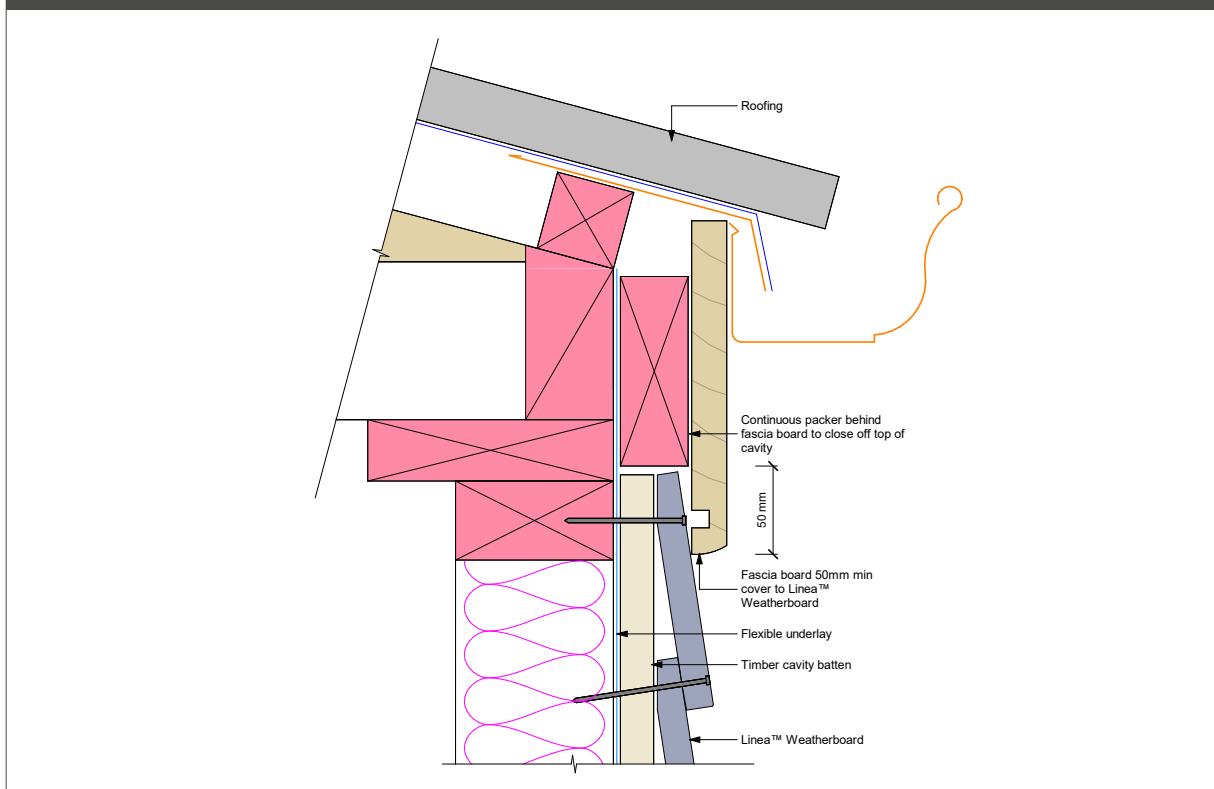 Roofing
Continuous packer behind
fascia board to close off top of
cavity
50 mm
Fascia board 50mm min
cover to Linea™
Weatherboard
Flexible underlay
Timber cavity batten
Linea™ Weatherboard